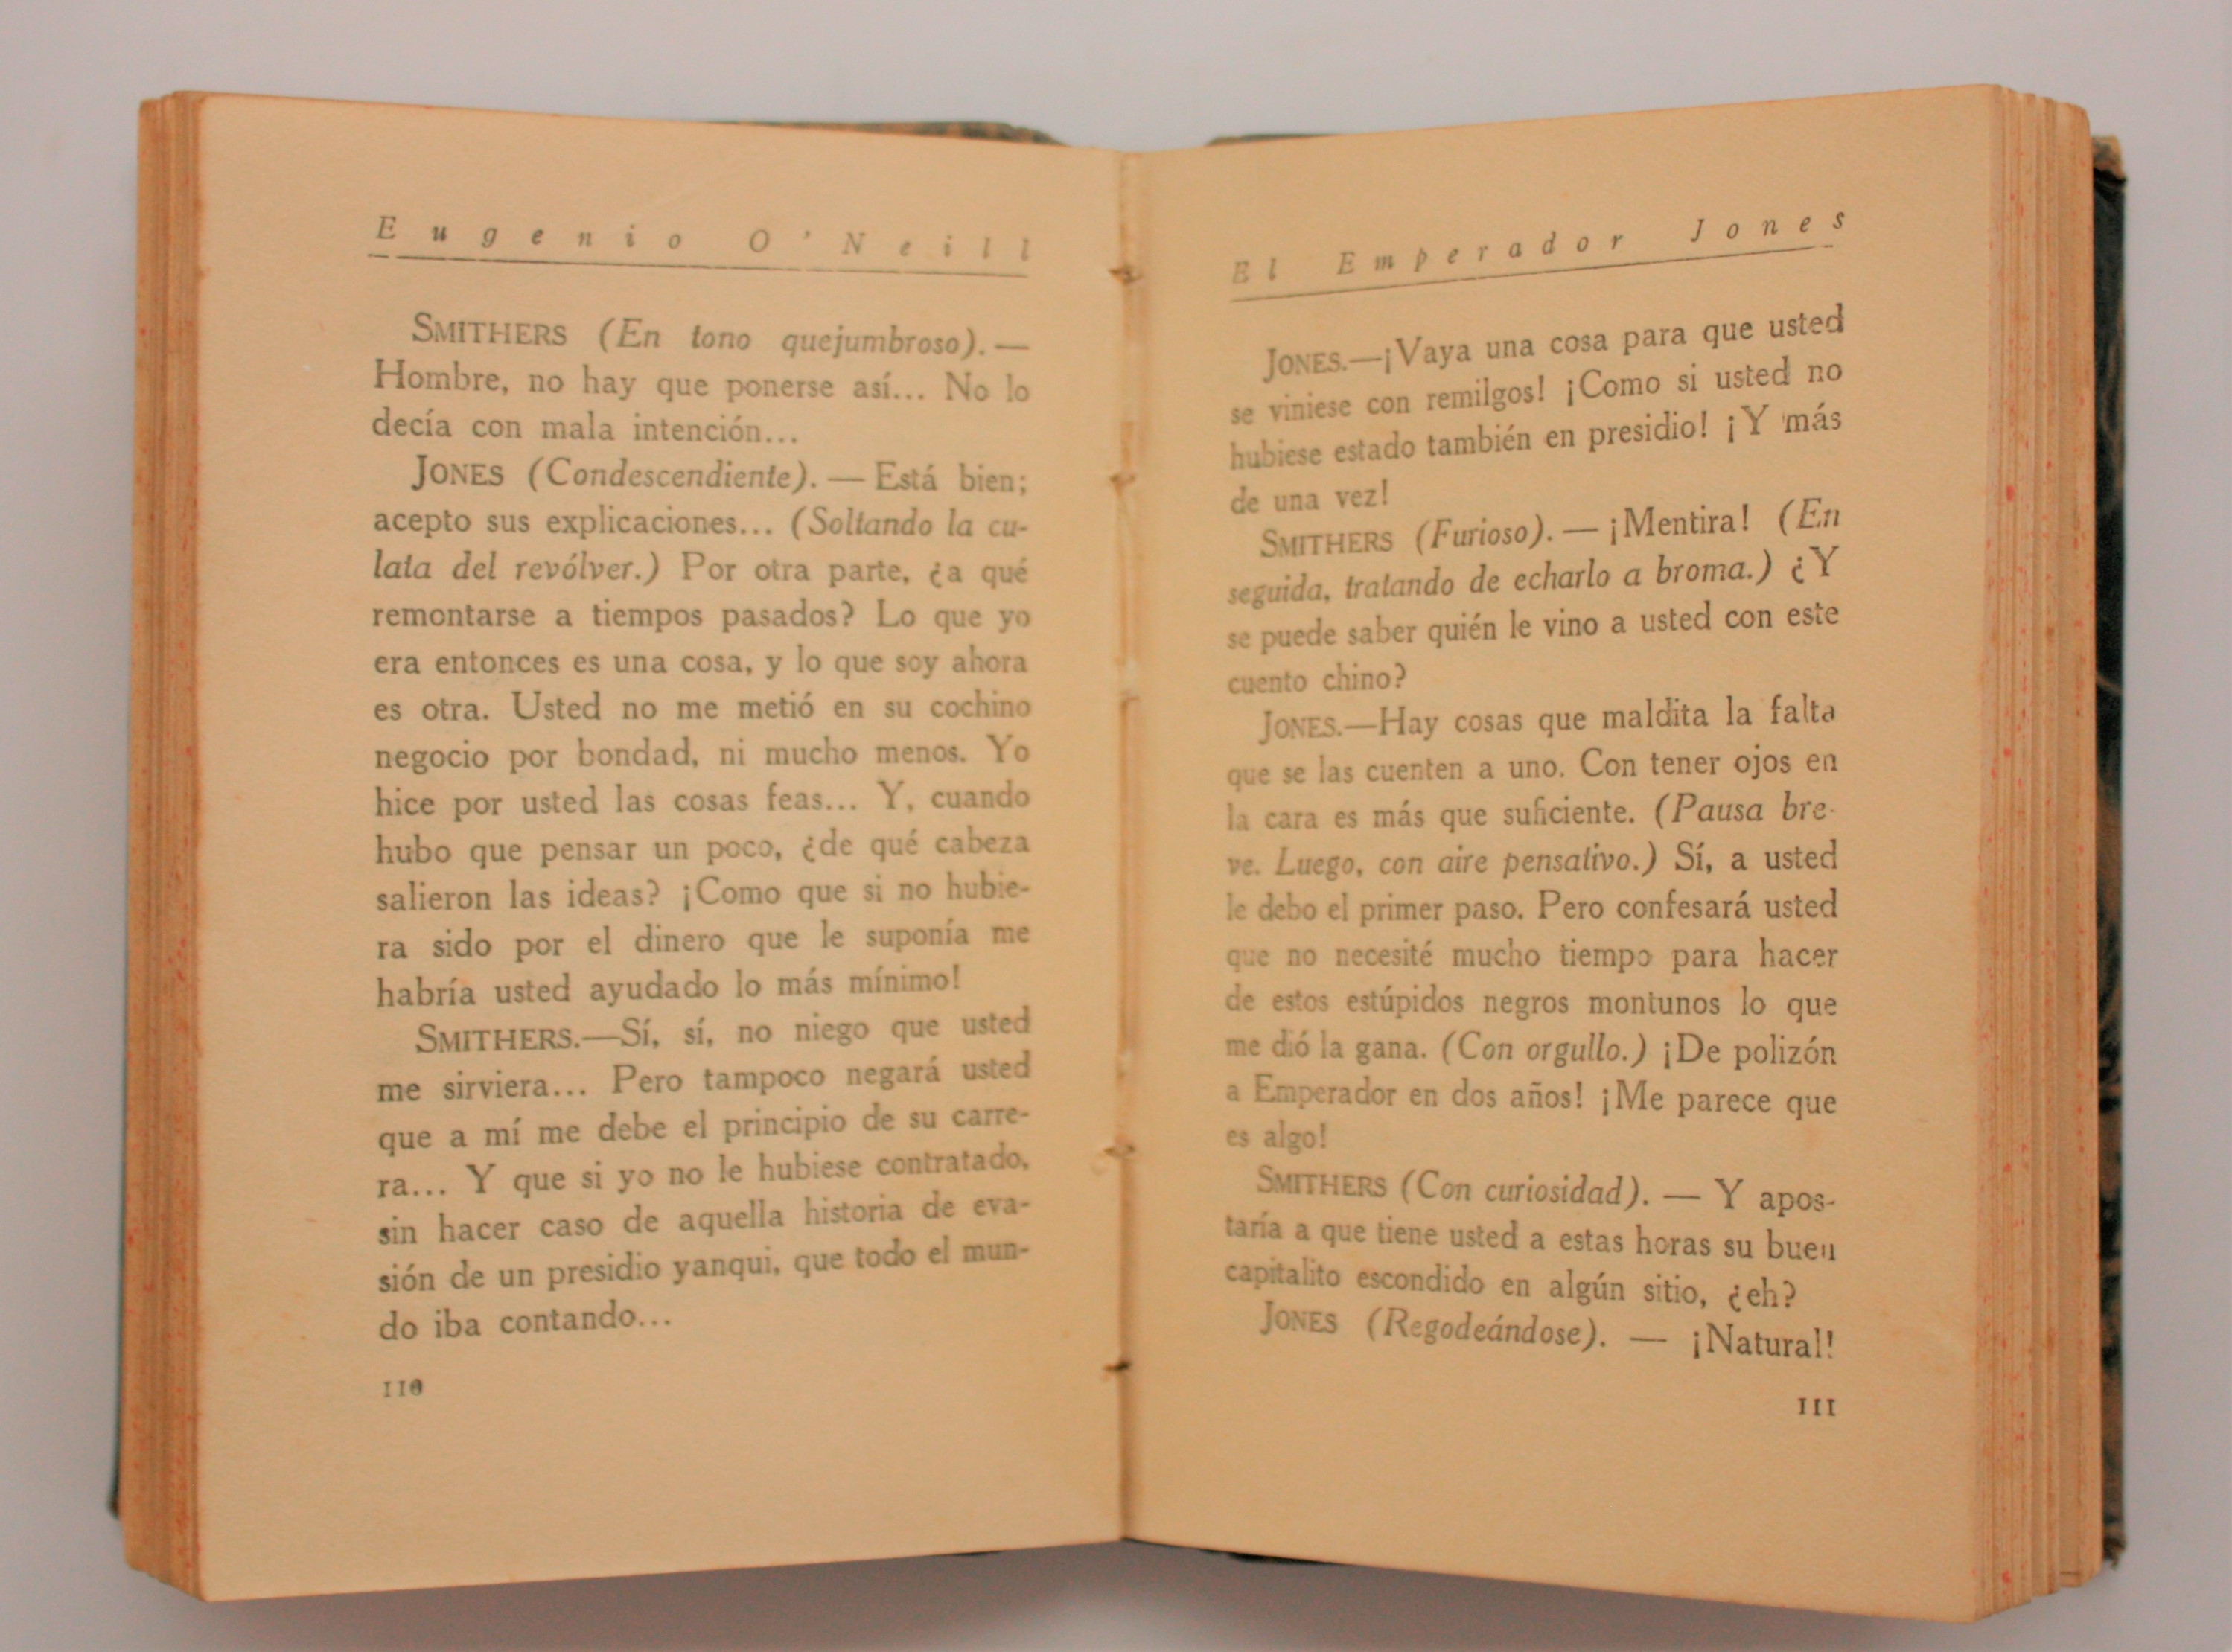 Eugenio O'Neill
SMITHERS (En tono quejumbroso). —
Hombre, no hay que ponerse así... No lo
decía con mala intención...
JONES (Condescendiente). — Está bien;
acepto sus explicaciones... (Soltando la cu-
lata del revólver.) Por otra parte, ¿a qué
remontarse a tiempos pasados? Lo que yo
era entonces es una cosa, y lo que soy ahora
es otra. Usted no me metió en su cochino
negocio por bondad, ni mucho menos. Yo
hice por usted las cosas feas... Y, cuando
hubo que pensar un poco, ¿de qué cabeza
salieron las ideas? ¡Como que si no hubie-
ra sido por el dinero que le suponía me
habría usted ayudado lo más mínimo!
SMITHERS.—Sí, sí, no niego que usted
me sirviera... Pero tampoco negará usted
que a mí me debe el principio de su carre-
ra... Y que si yo no le hubiese contratado,
sin hacer caso de aquella historia de eva-
sión de un presidio yanqui, que todo el mun-
do iba contando...
110
El Emperador Jones
JONES.—¡Vaya una cosa para que usted
se viniese con remilgos! ¡Como si usted no
hubiese estado también en presidio! ¡Y más
de una vez!
SMITHERS (Furioso). — ¡Mentira! (En
seguida, tratando de echarlo a broma.) ¿Y
se puede saber quién le vino a usted con este
cuento chino?
JONES.—Hay cosas que maldita la falta
que se las cuenten a uno. Con tener ojos en
la cara es más que suficiente. (Pausa bre-
ve. Luego, con aire pensativo.) Sí, a usted
le debo el primer paso. Pero confesará usted
que no necesité mucho tiempo para hacer
de estos estúpidos negros montunos lo que
me dió la gana. (Con orgullo.) ¡De polizón
a Emperador en dos años! ¡Me parece que
es algo!
SMITHERS (Con curiosidad). — Y apos-
taría a que tiene usted a estas horas su buen
capitalito escondido en algún sitio, ¿eh?
JONES (Regodeándose). — ¡Natural!
111